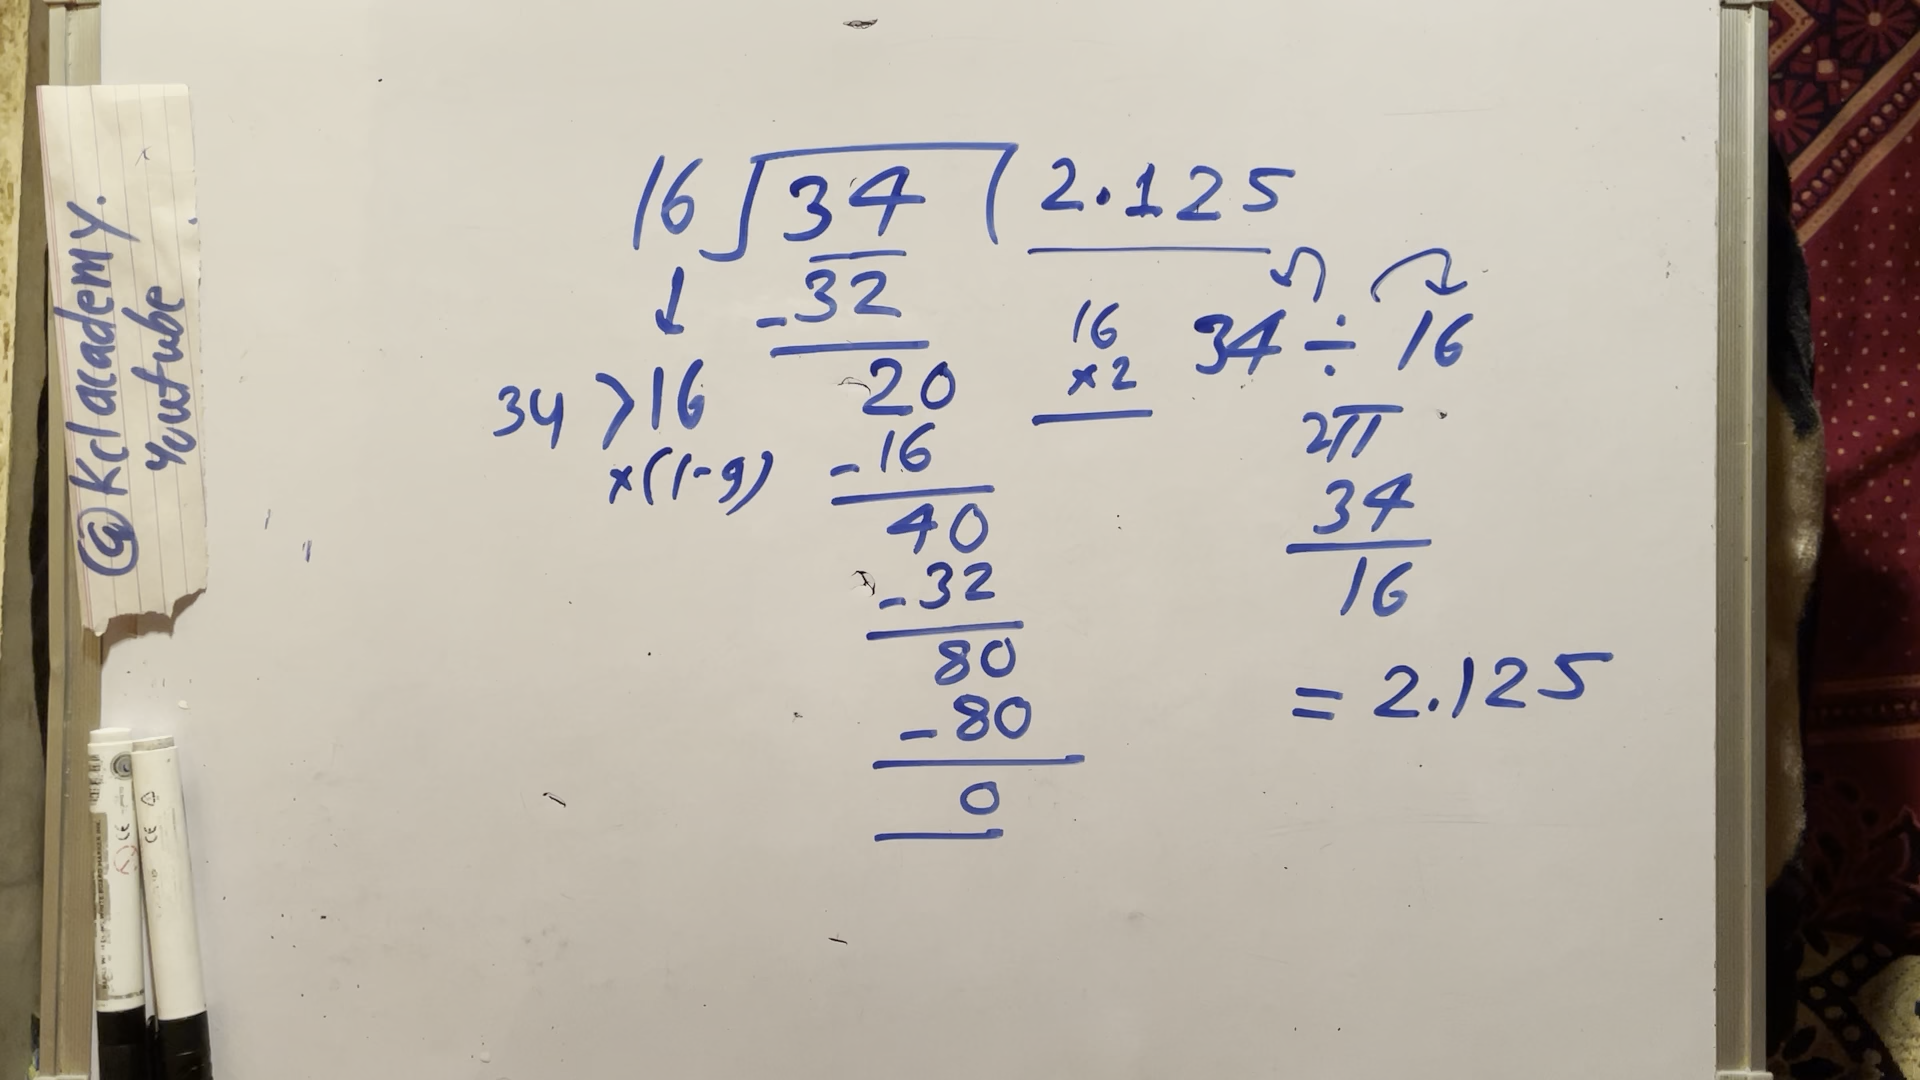 @Kclacademy.
Youtube
16 34 2.125
- 32
20
- 16
40
- 32
80
- 80
0
34 > 16
×(1-9)
16
×2
34 ÷ 16
34
16
= 2.125